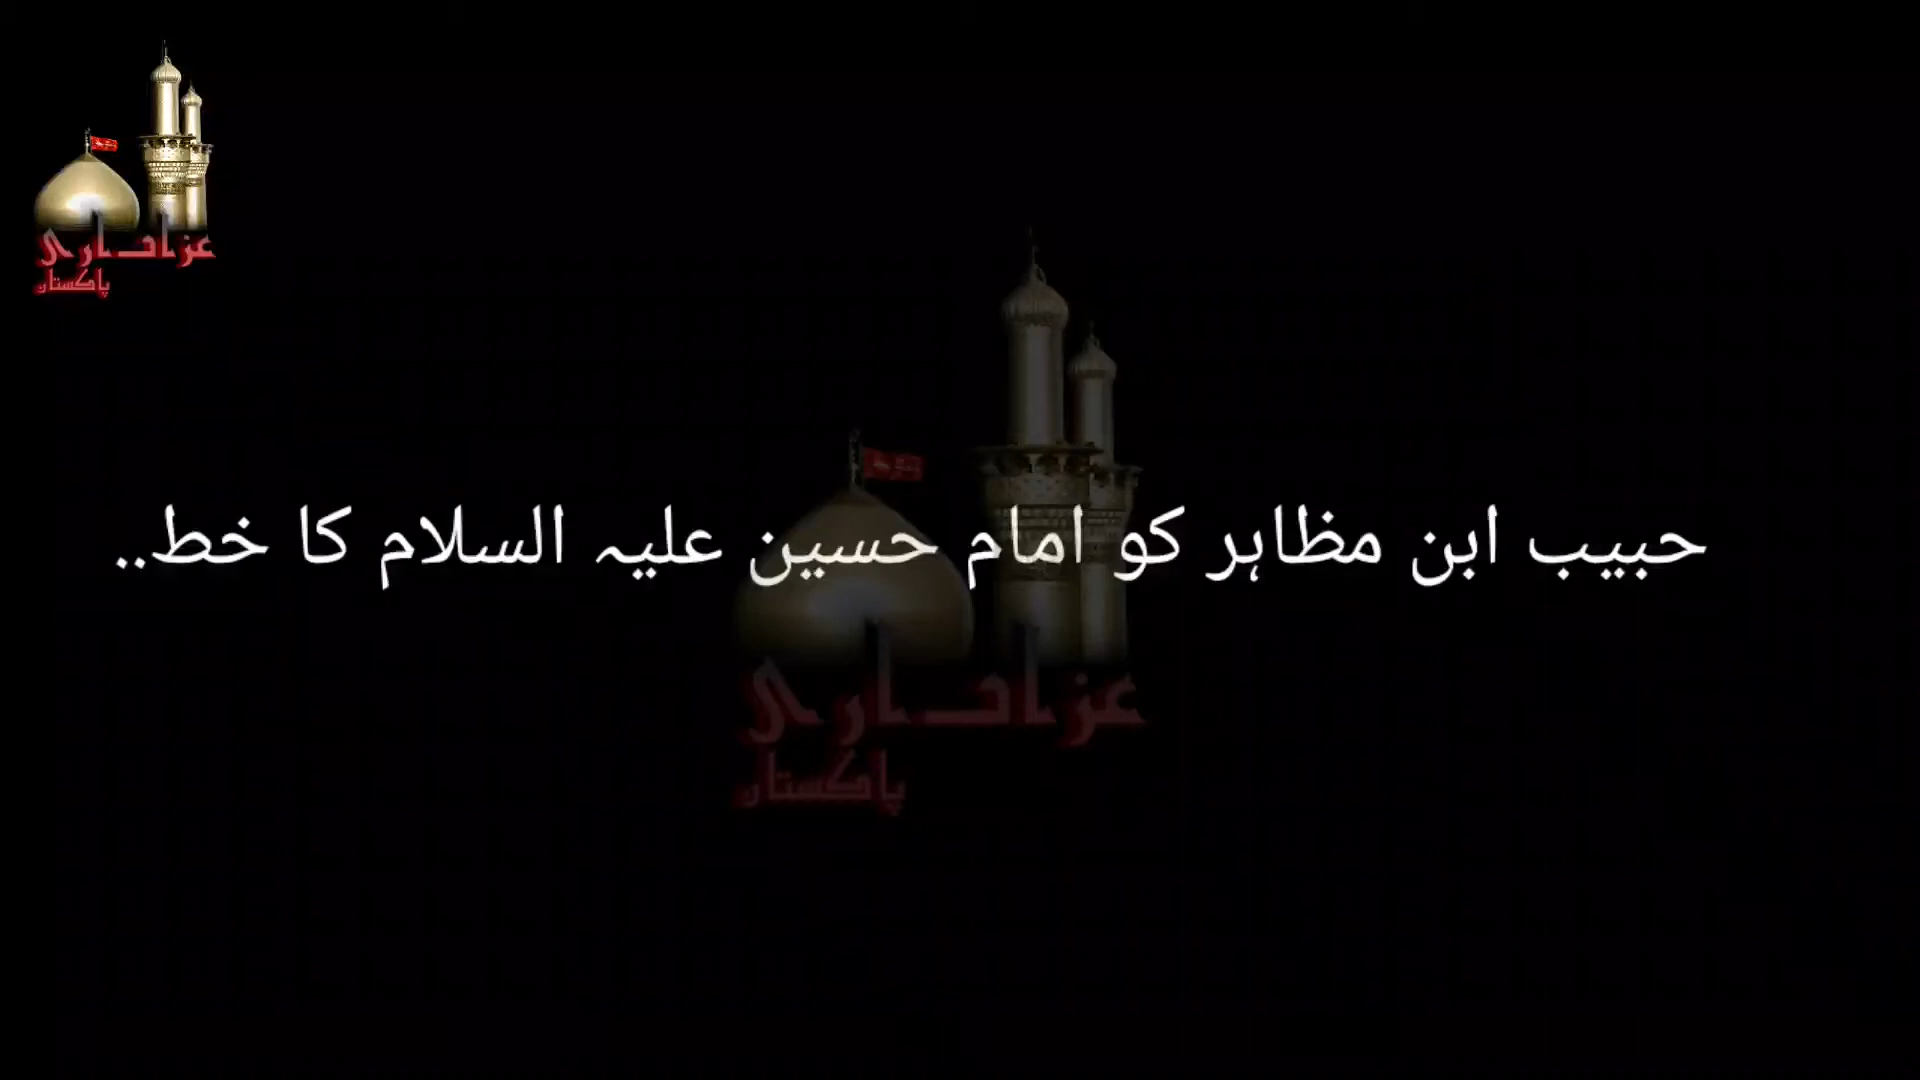 عزاداری
پاکستان
حبیب ابن مظاہر کو امام حسین علیہ السلام کا خط..
عزاداری
پاکستان